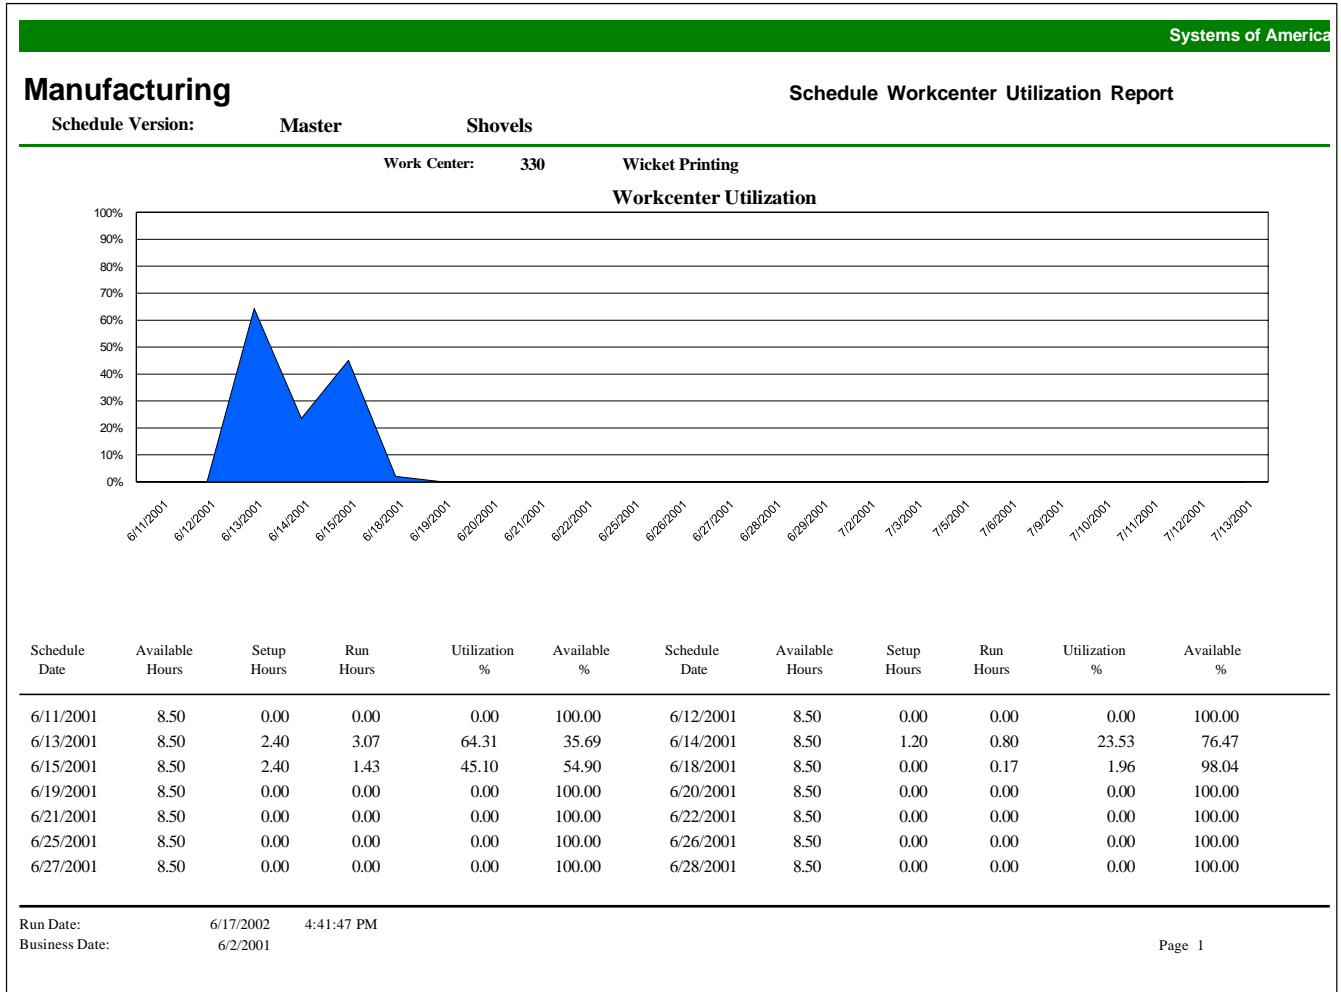 Systems of America
Manufacturing
Schedule Workcenter Utilization Report
Schedule Version: Master Shovels
Work Center: 330 Wicket Printing
Workcenter Utilization
100%
90%
80%
70%
60%
50%
40%
30%
20%
10%
0%
6/11/2001 6/12/2001 6/13/2001 6/14/2001 6/15/2001 6/18/2001 6/19/2001 6/20/2001 6/21/2001 6/22/2001 6/25/2001 6/26/2001 6/27/2001 6/28/2001 6/29/2001 7/2/2001 7/3/2001 7/5/2001 7/6/2001 7/9/2001 7/10/2001 7/11/2001 7/12/2001 7/13/2001
Schedule Available Setup Run Utilization Available Schedule Available Setup Run Utilization Available
Date Hours Hours Hours % % Date Hours Hours Hours % %
6/11/2001 8.50 0.00 0.00 0.00 100.00 6/12/2001 8.50 0.00 0.00 0.00 100.00
6/13/2001 8.50 2.40 3.07 64.31 35.69 6/14/2001 8.50 1.20 0.80 23.53 76.47
6/15/2001 8.50 2.40 1.43 45.10 54.90 6/18/2001 8.50 0.00 0.17 1.96 98.04
6/19/2001 8.50 0.00 0.00 0.00 100.00 6/20/2001 8.50 0.00 0.00 0.00 100.00
6/21/2001 8.50 0.00 0.00 0.00 100.00 6/22/2001 8.50 0.00 0.00 0.00 100.00
6/25/2001 8.50 0.00 0.00 0.00 100.00 6/26/2001 8.50 0.00 0.00 0.00 100.00
6/27/2001 8.50 0.00 0.00 0.00 100.00 6/28/2001 8.50 0.00 0.00 0.00 100.00
Run Date: 6/17/2002 4:41:47 PM
Business Date: 6/2/2001 Page 1